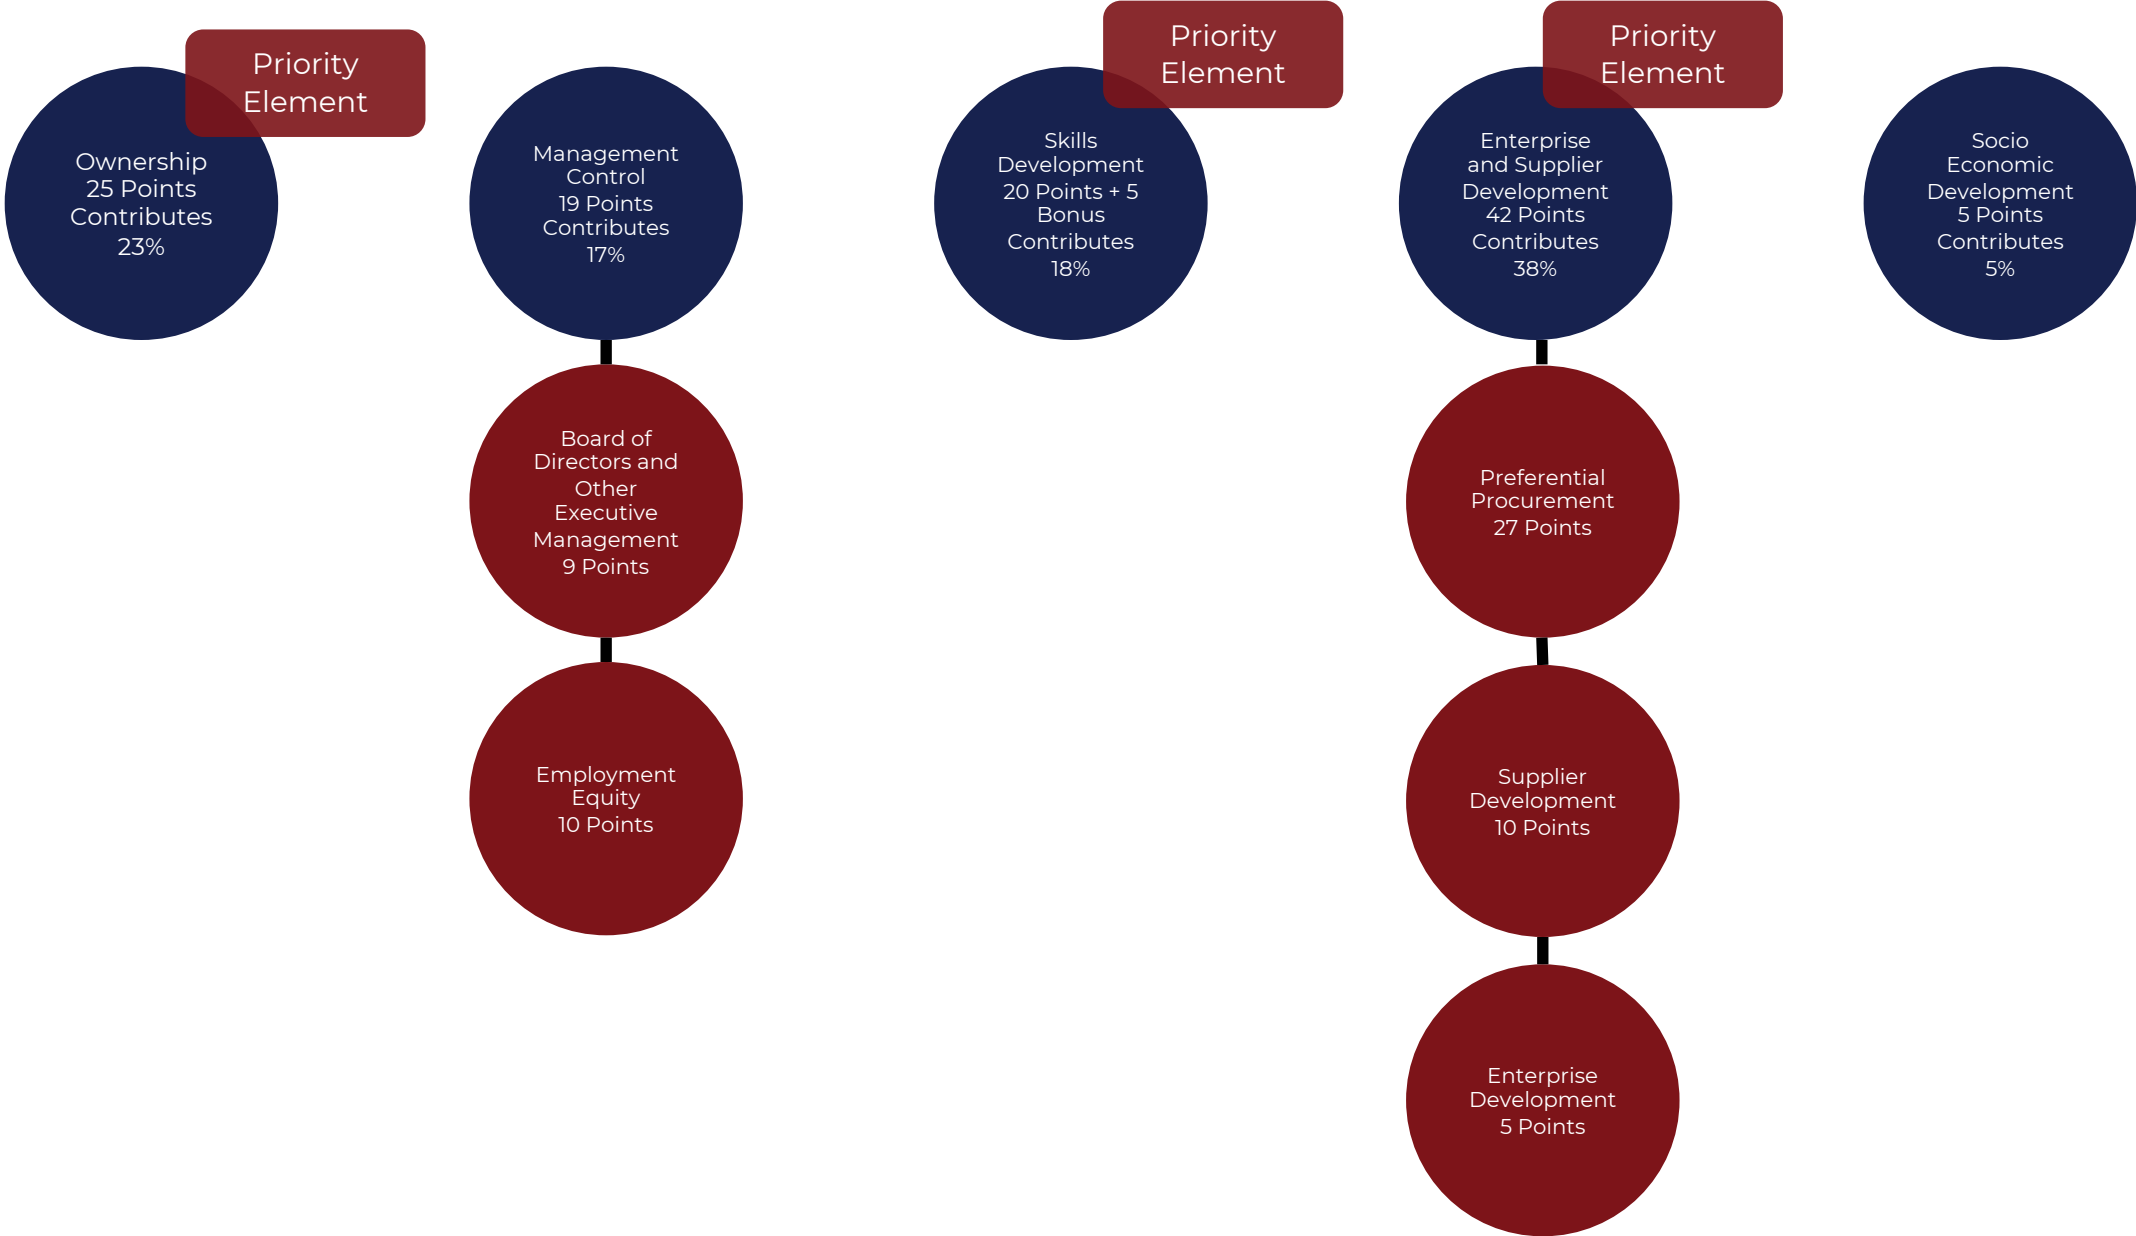 Priority
Element
Ownership
25 Points
Contributes
23%
Management
Control
19 Points
Contributes
17%
Board of
Directors and
Other
Executive
Management
9 Points
Employment
Equity
10 Points
Priority
Element
Skills
Development
20 Points + 5
Bonus
Contributes
18%
Priority
Element
Enterprise
and Supplier
Development
42 Points
Contributes
38%
Preferential
Procurement
27 Points
Supplier
Development
10 Points
Enterprise
Development
5 Points
Socio
Economic
Development
5 Points
Contributes
5%